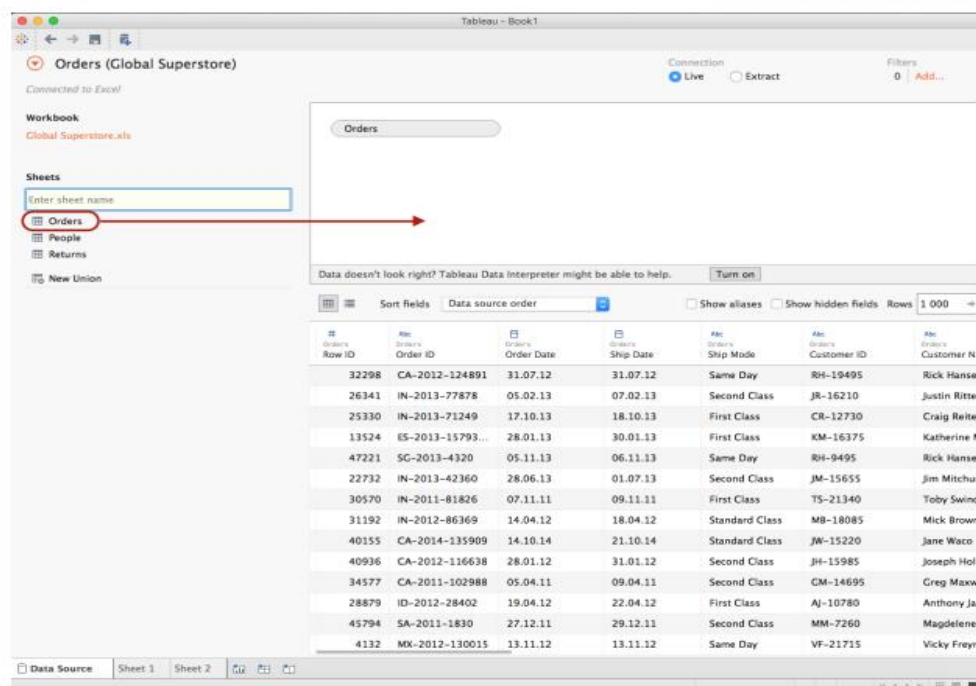 Tableau - Book1
Orders (Global Superstore)
Connection
Live
Extract
Filters
0 Add...
Connected to Excel
Workbook
Global Superstore.xls
Sheets
Enter sheet name
Orders
People
Returns
New Union
Orders
Data doesn't look right? Tableau Data Interpreter might be able to help. Turn on
Sort fields Data source order Show aliases Show hidden fields Rows 1 000
# Abc Abc Abc Abc
Orders Orders Orders Orders Orders Orders Orders
Row ID Order ID Order Date Ship Date Ship Mode Customer ID Customer N
32298 CA-2012-124891 31.07.12 31.07.12 Same Day RH-19495 Rick Hanse
26341 IN-2013-77878 05.02.13 07.02.13 Second Class JR-16210 Justin Ritte
25330 IN-2013-71249 17.10.13 18.10.13 First Class CR-12730 Craig Reite
13524 ES-2013-15793... 28.01.13 30.01.13 First Class KM-16375 Katherine
47221 SG-2013-4320 05.11.13 06.11.13 Same Day RH-9495 Rick Hanse
22732 IN-2013-42360 28.06.13 01.07.13 Second Class JM-15655 Jim Mitchu
30570 IN-2011-81826 07.11.11 09.11.11 First Class TS-21340 Toby Swind
31192 IN-2012-86369 14.04.12 18.04.12 Standard Class MB-18085 Mick Brown
40155 CA-2014-135909 14.10.14 21.10.14 Standard Class JW-15220 Jane Waco
40936 CA-2012-116638 28.01.12 31.01.12 Second Class JH-15985 Joseph Hol
34577 CA-2011-102988 05.04.11 09.04.11 Second Class GM-14695 Greg Maxw
28879 ID-2012-28402 19.04.12 22.04.12 First Class AJ-10780 Anthony Ja
45794 SA-2011-1830 27.12.11 29.12.11 Second Class MM-7260 Magdelene
4132 MX-2012-130015 13.11.12 13.11.12 Same Day VF-21715 Vicky Freyr
Data Source Sheet 1 Sheet 2